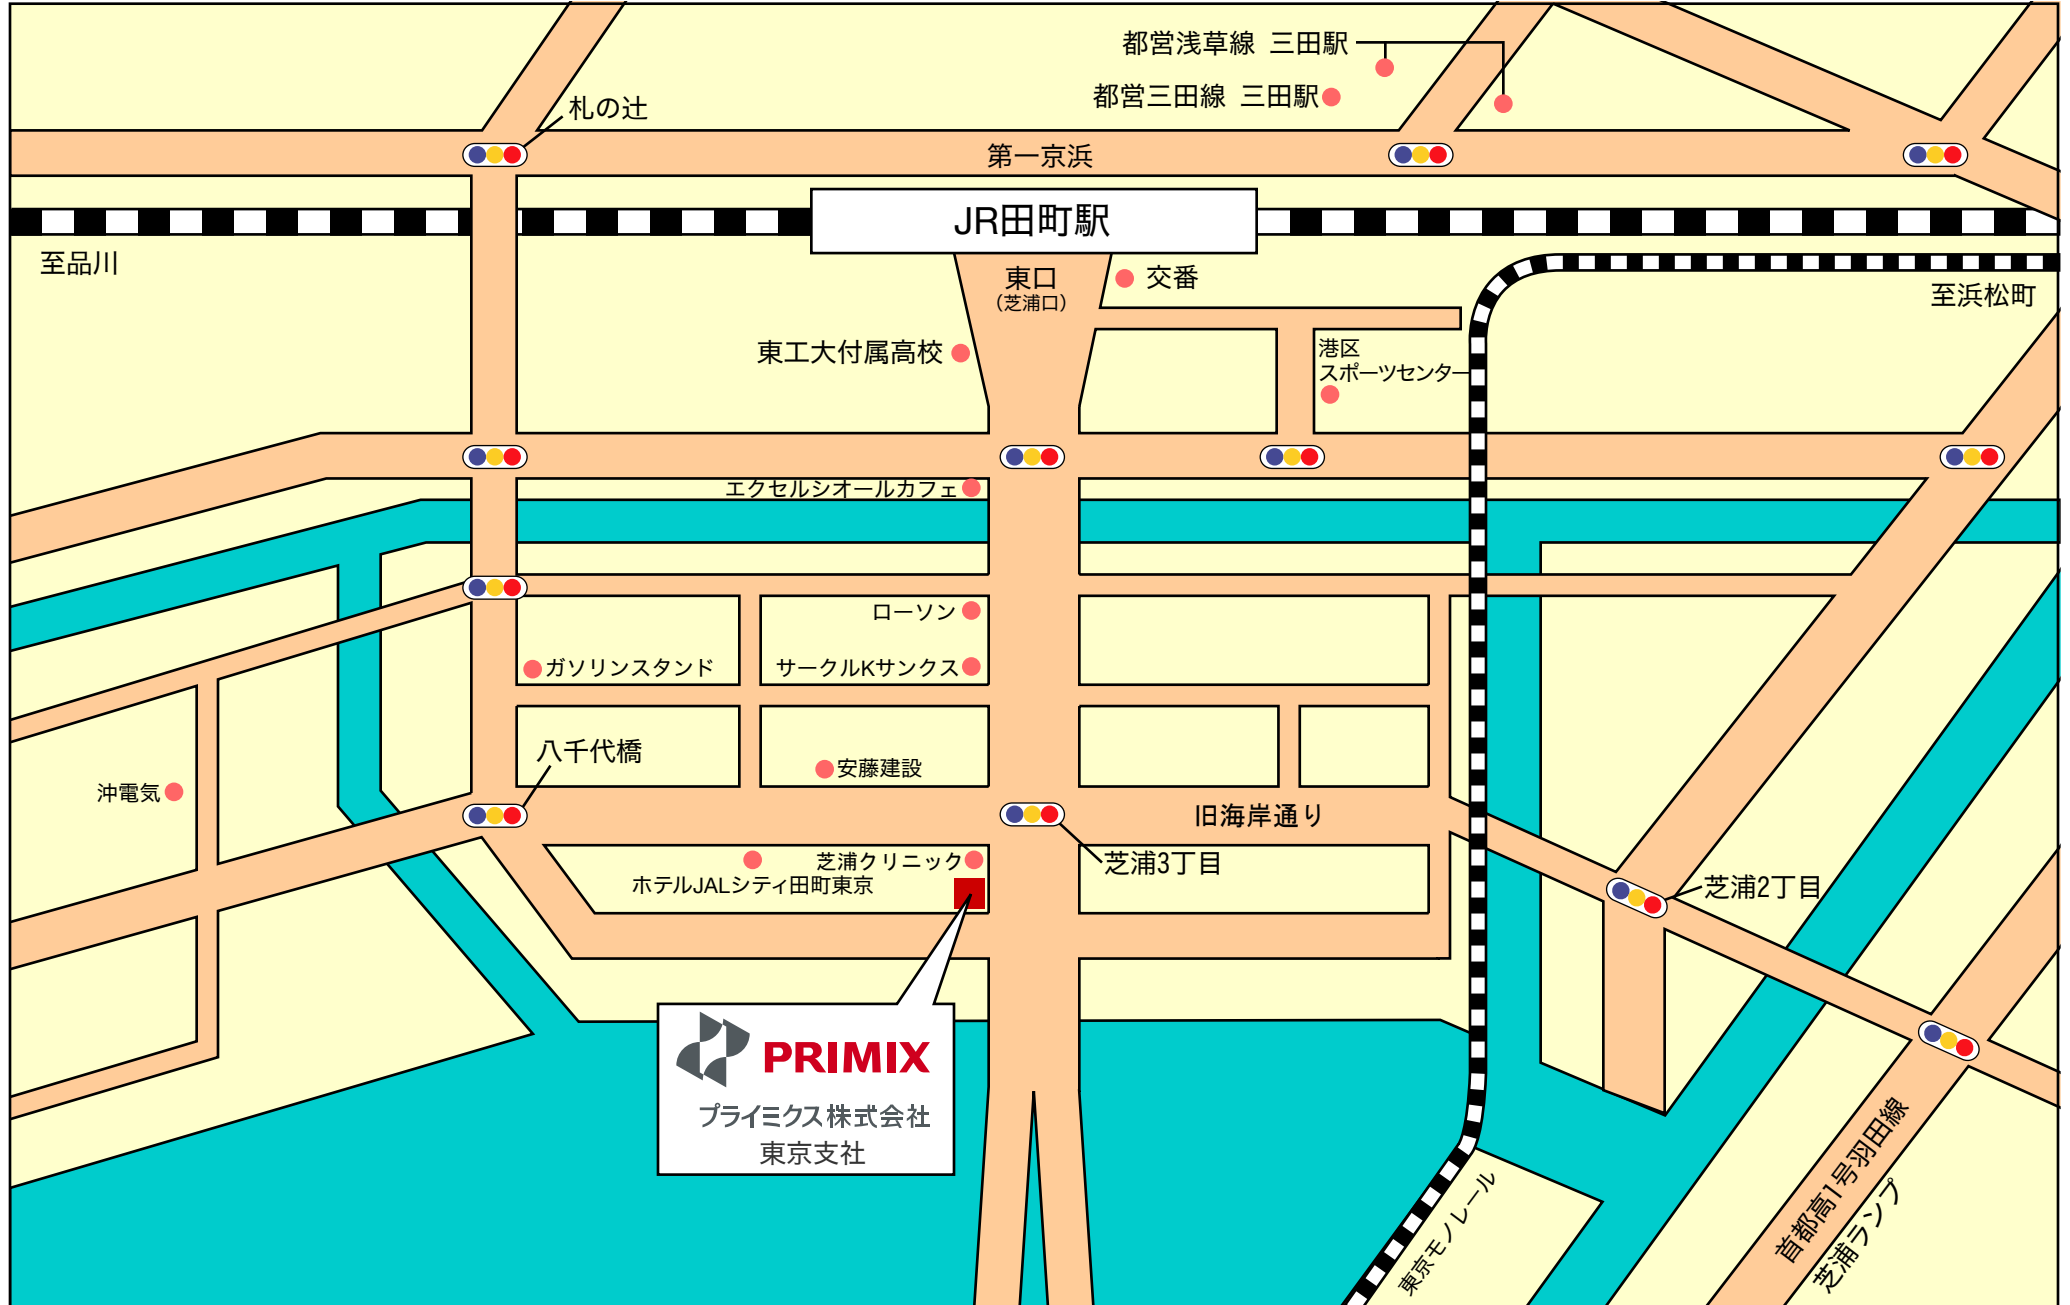 都営浅草線 三田駅
都営三田線 三田駅
札の辻
第一京浜
JR田町駅
至品川
東口
(芝浦口)
交番
至浜松町
東工大付属高校
港区
スポーツセンター
エクセルシオールカフェ
ローソン
ガソリンスタンド
サークルKサンクス
八千代橋
安藤建設
沖電気
旧海岸通り
芝浦クリニック
芝浦3丁目
ホテルJALシティ田町東京
芝浦2丁目
PRIMIX
プライミクス株式会社
東京支社
東京モノレール
首都高1号羽田線
芝浦ランプ